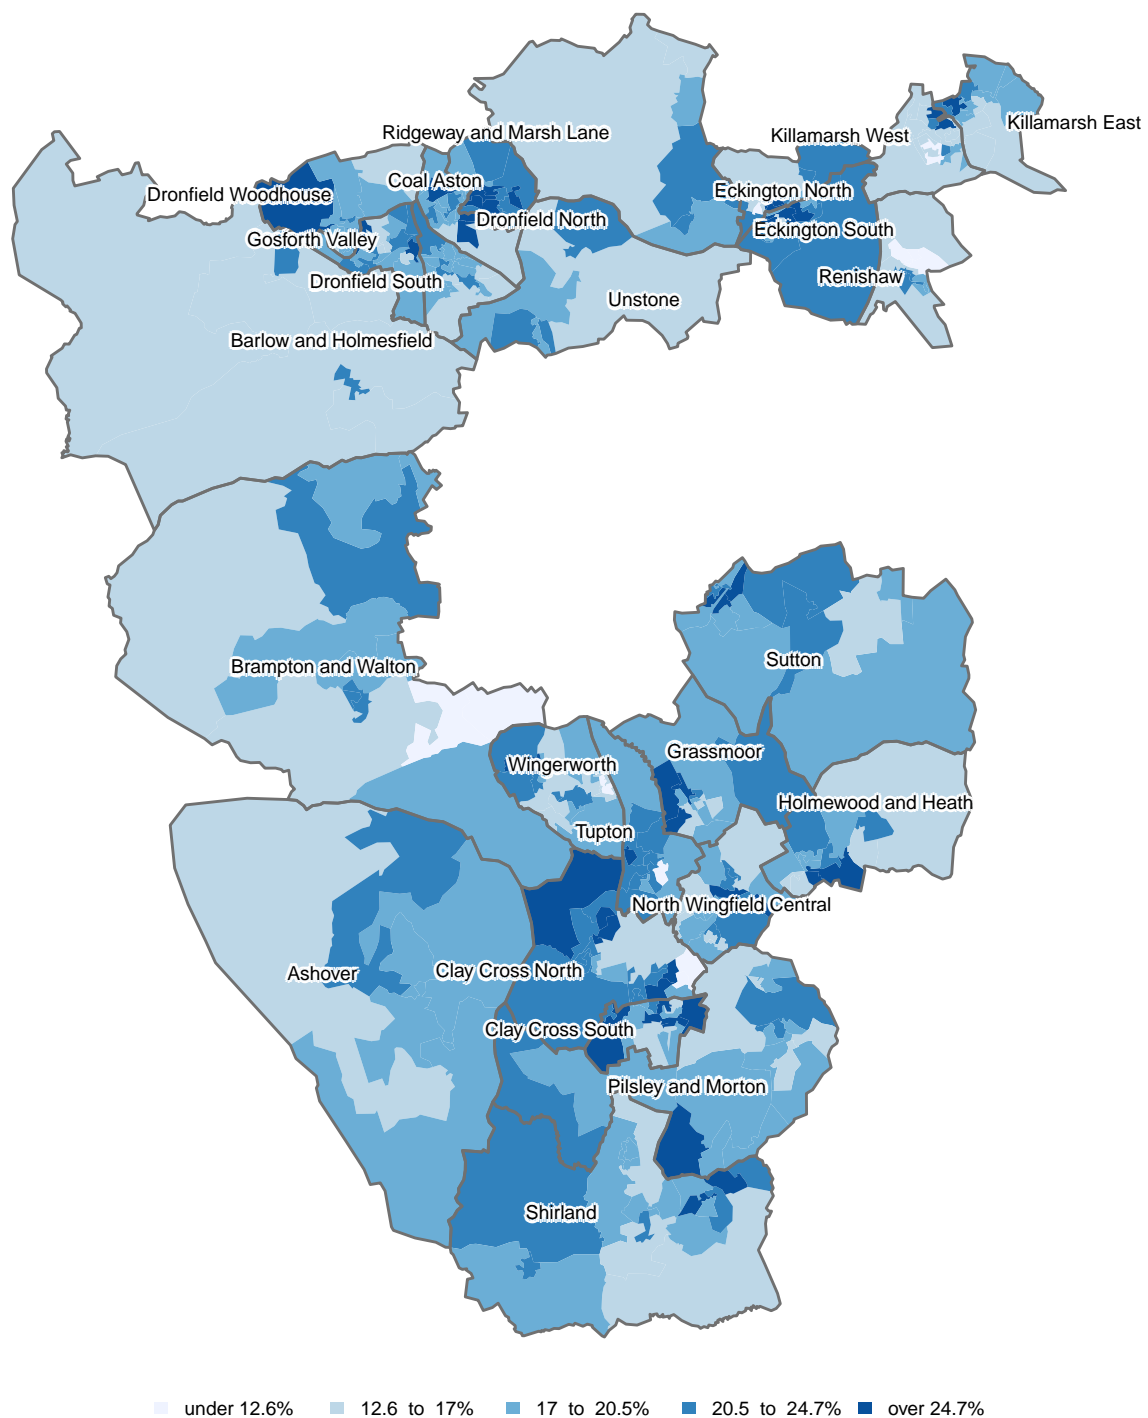 Killamarsh East
Ridgeway and Marsh Lane
Killamarsh West
Coal Aston
Eckington North
Dronfield Woodhouse
Dronfield North
Eckington South
Gosforth Valley
Renishaw
Dronfield South
Unstone
Barlow and Holmesfield
Sutton
Brampton and Walton
Grassmoor
Wingerworth
Holmewood and Heath
Tupton
North Wingfield Central
Clay Cross North
Ashover
Clay Cross South
Pilsley and Morton
Shirland
under 12.6% 12.6 to 17% 17 to 20.5% 20.5 to 24.7% over 24.7%